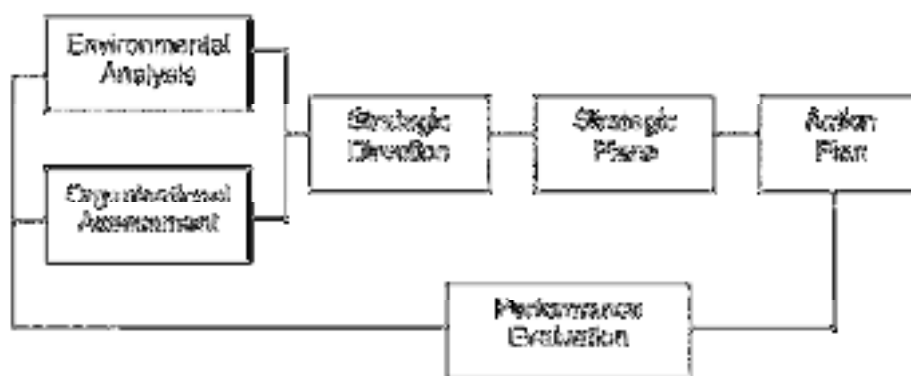 Environmental
Analysis
Strategic
Direction
Strategic
Plans
Action
Plan
Organizational
Assessment
Performance
Evaluation